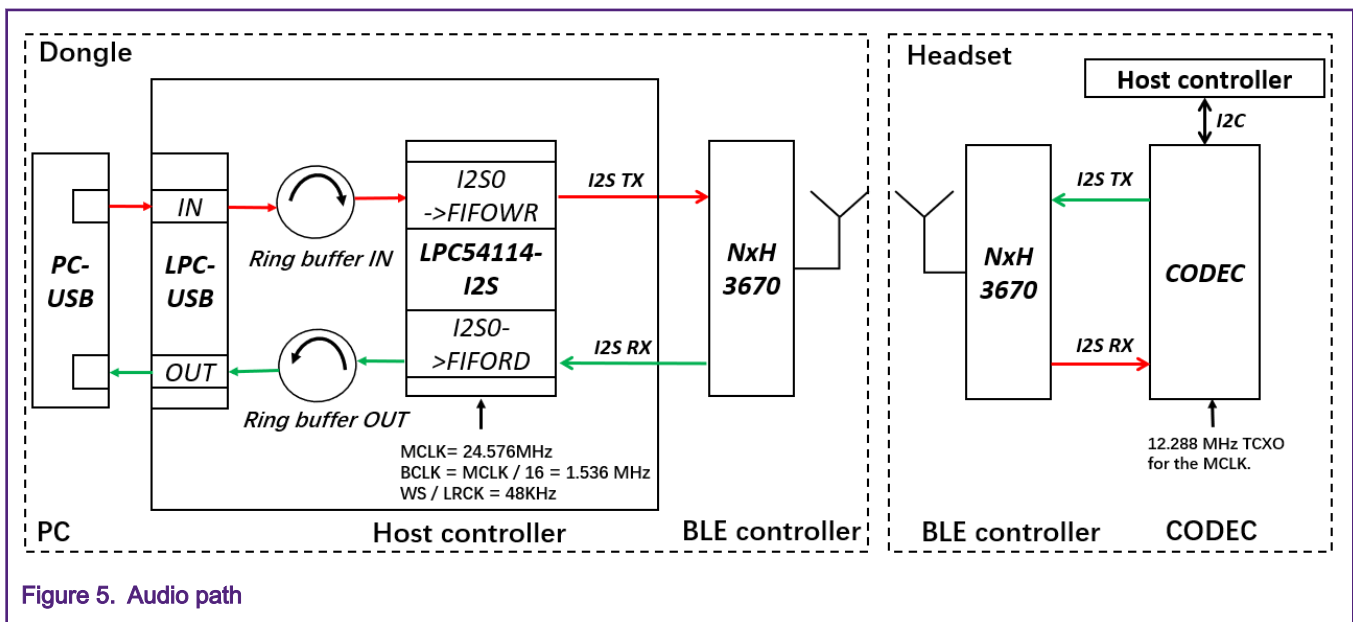 Dongle
Headset
Host controller
I2C
PC-
USB
IN
LPC-
USB
OUT
Ring buffer IN
Ring buffer OUT
I2S0
->FIFOWR
LPC54114-
I2S
I2S0-
>FIFORD
I2S TX
I2S RX
NxH
3670
MCLK= 24.576MHz
BCLK = MCLK / 16 = 1.536 MHz
WS / LRCK = 48KHz
PC
Host controller
BLE controller
NxH
3670
I2S TX
I2S RX
CODEC
12.288 MHz TCXO
for the MCLK.
BLE controller
CODEC
Figure 5. Audio path